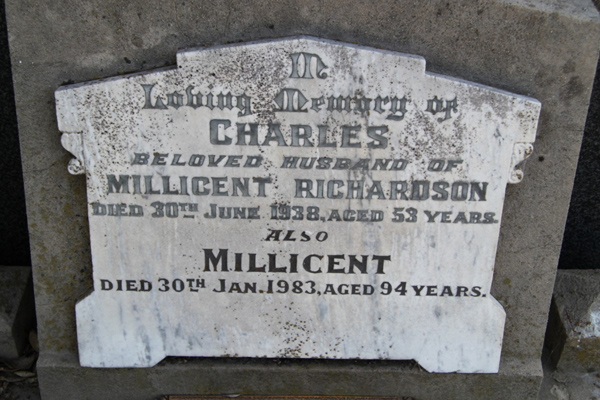 In
Loving Memory of
CHARLES
BELOVED HUSBAND OF
MILLICENT RICHARDSON
DIED 30TH JUNE 1938, AGED 53 YEARS.
ALSO
MILLICENT
DIED 30TH JAN. 1983, AGED 94 YEARS.